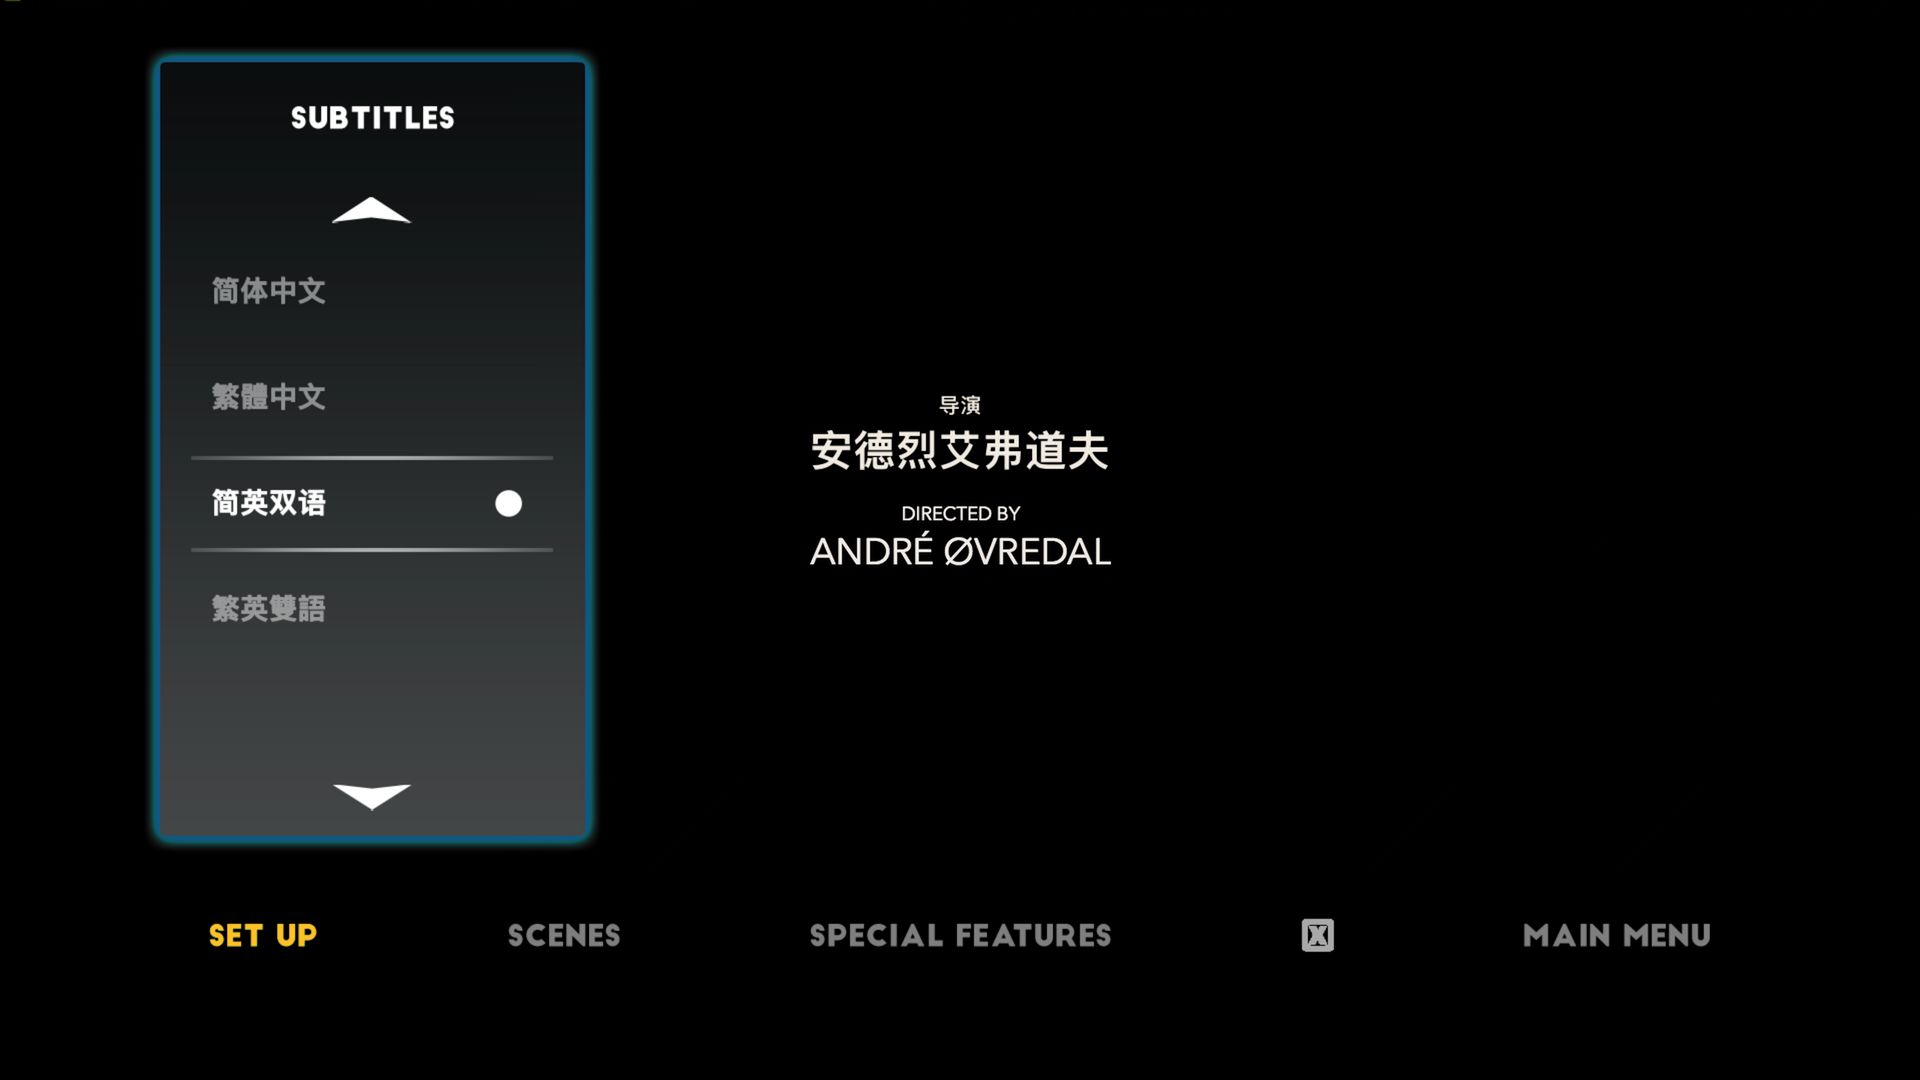 SUBTITLES
简体中文
繁體中文
简英双语
繁英雙語
导演
安德烈艾弗道夫
DIRECTED BY
ANDRÉ ØVREDAL
SET UP
SCENES
SPECIAL FEATURES
X
MAIN MENU